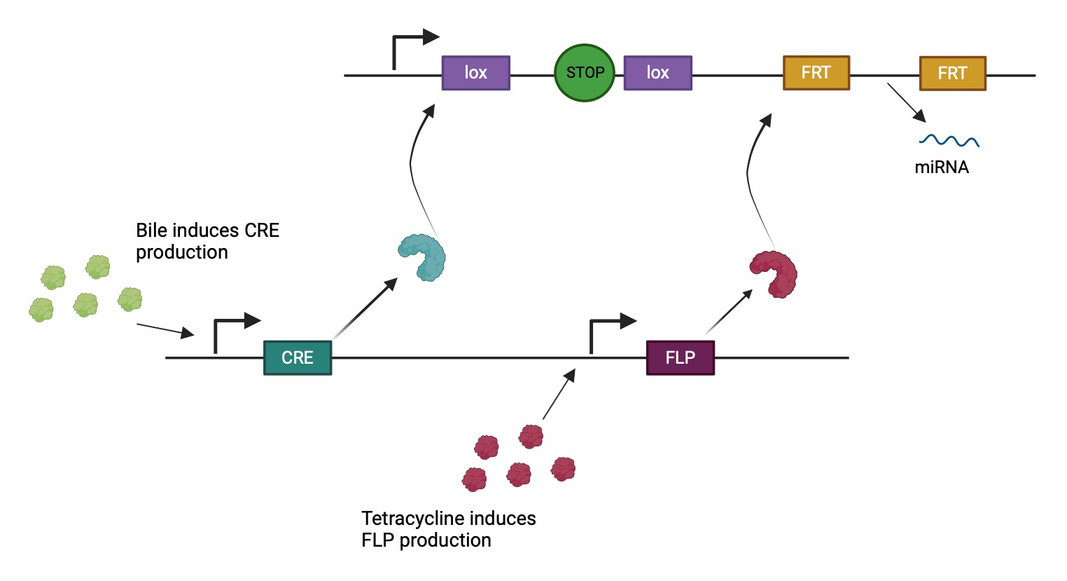 lox STOP lox FRT FRT
miRNA
Bile induces CRE
production
CRE FLP
Tetracycline induces
FLP production